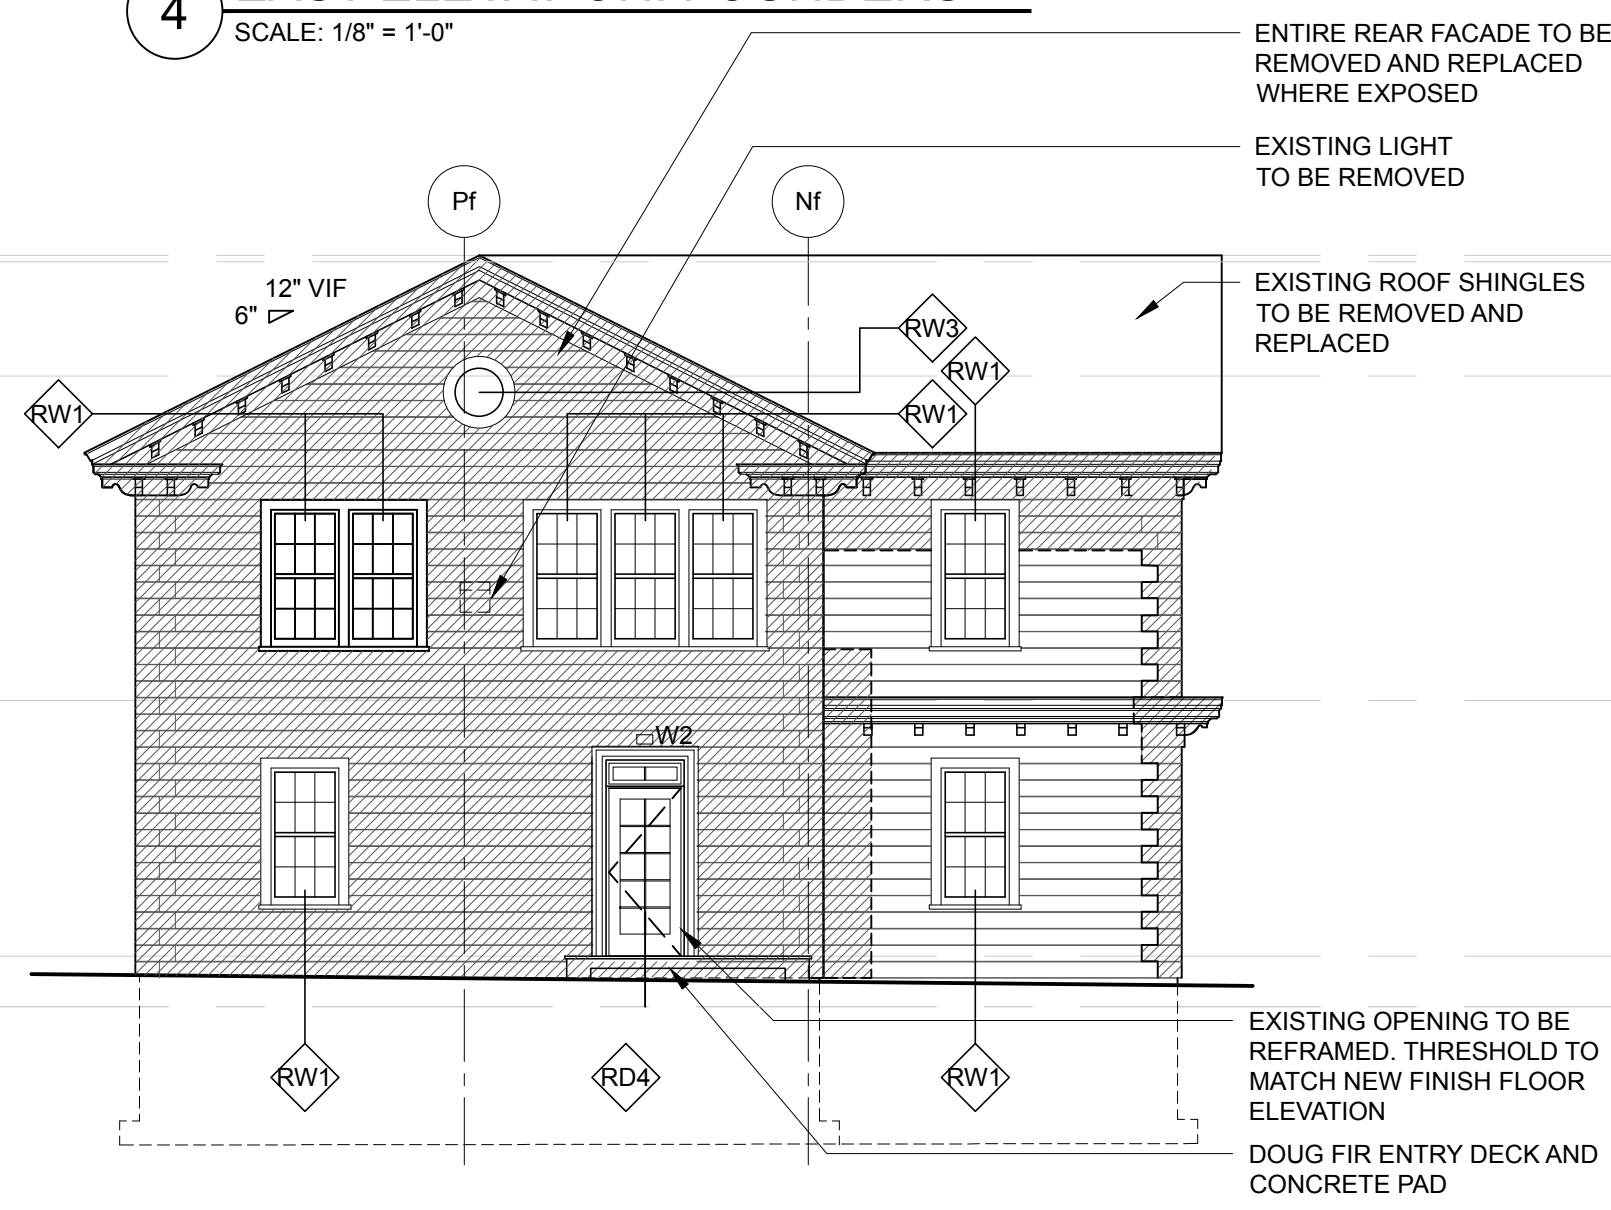 4
SCALE: 1/8" = 1'-0"
ENTIRE REAR FACADE TO BE
REMOVED AND REPLACED
WHERE EXPOSED
EXISTING LIGHT
TO BE REMOVED
Pf
Nf
12" VIF
6"
EXISTING ROOF SHINGLES
TO BE REMOVED AND
REPLACED
RW3
RW1
RW1
RW1
W2
EXISTING OPENING TO BE
REFRAMED. THRESHOLD TO
MATCH NEW FINISH FLOOR
ELEVATION
RW1
RD4
RW1
DOUG FIR ENTRY DECK AND
CONCRETE PAD